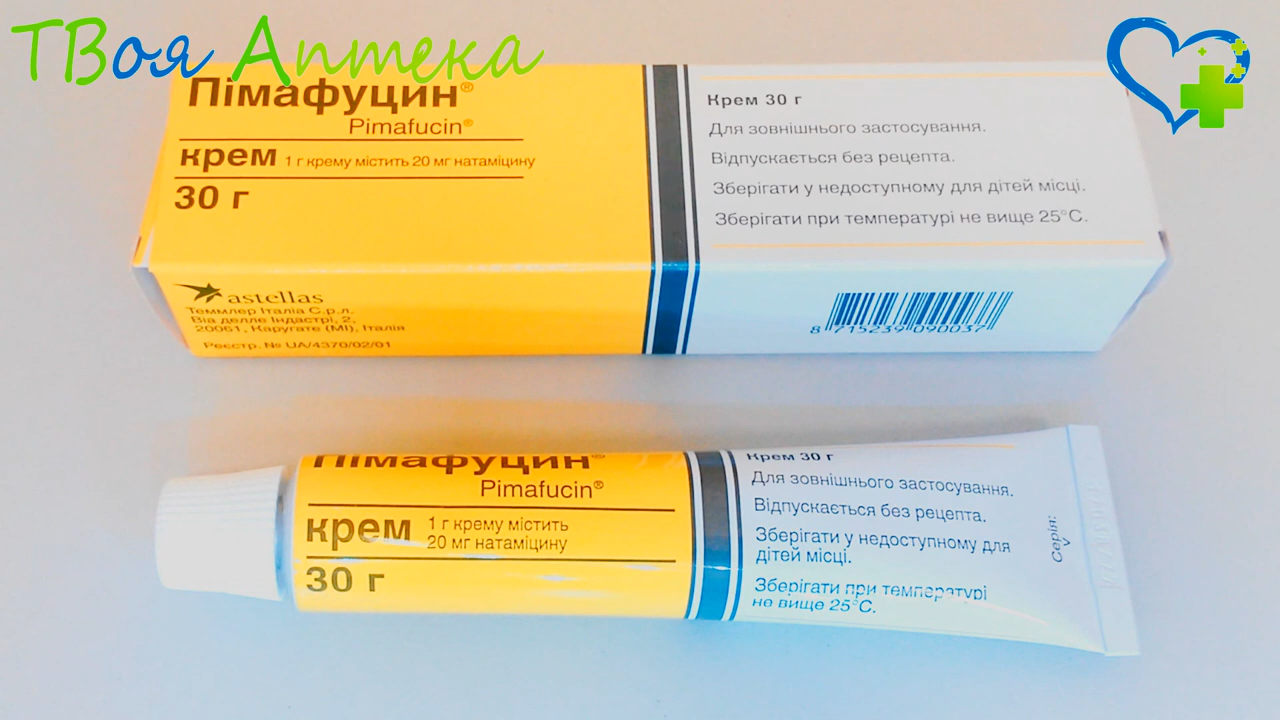 ТВоя Аптека
Пімафуцин®
Pimafucin®
крем 1 г крему містить 20 мг натаміцину
30 г
Крем 30 г
Для зовнішнього застосування.
Відпускається без рецепта.
Зберігати у недоступному для дітей місці.
Зберігати при температурі не вище 25°C.
astellas
Теммлер Італія С.р.л.
Віа делле Індастрі, 2,
20061, Каругате (МІ), Італія
Реєстр. № UA/4370/02/01
8 715239 090037
Пімафуцин®
Pimafucin®
крем 1 г крему містить
20 мг натаміцину
30 г
Крем 30 г
Для зовнішнього застосування.
Відпускається без рецепта.
Зберігати у недоступному для
дітей місці.
Зберігати при температурі
не вище 25°C.
Серія: